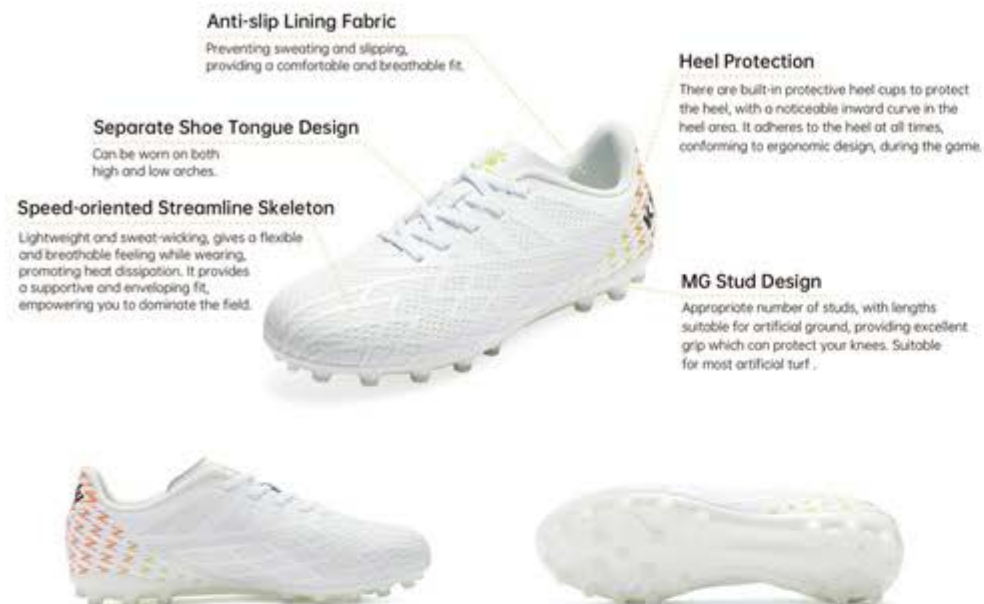 Anti-slip Lining Fabric
Preventing sweating and slipping,
providing a comfortable and breathable fit.
Heel Protection
There are built-in protective heel cups to protect
the heel, with a noticeable inward curve in the
heel area. It adheres to the heel at all times,
conforming to ergonomic design, during the game.
Separate Shoe Tongue Design
Can be worn on both
high and low arches.
Speed-oriented Streamline Skeleton
Lightweight and sweat-wicking, gives a flexible
and breathable feeling while wearing,
promoting heat dissipation. It provides
a supportive and enveloping fit,
empowering you to dominate the field.
MG Stud Design
Appropriate number of studs, with lengths
suitable for artificial ground, providing excellent
grip which can protect your knees. Suitable
for most artificial turf .